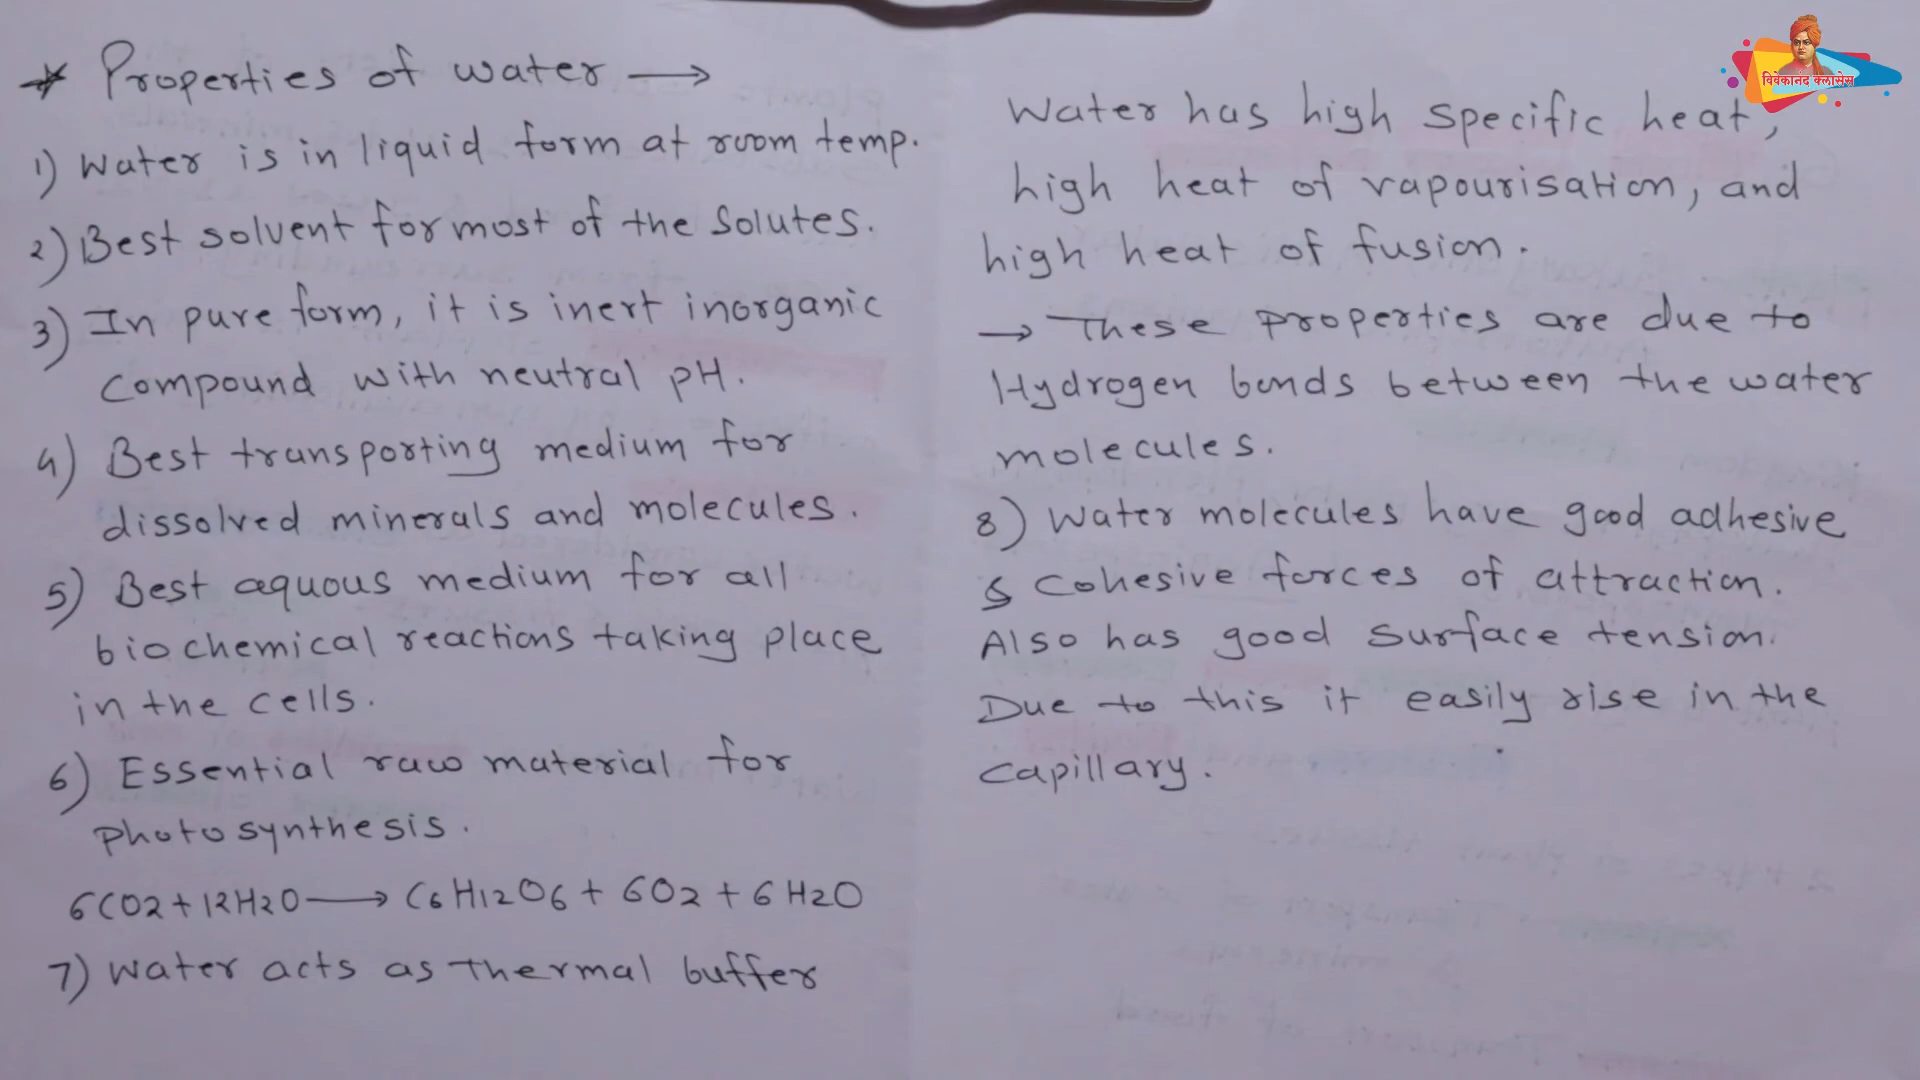 * Properties of water →
1) Water is in liquid form at room temp.
2) Best solvent for most of the solutes.
3) In pure form, it is inert inorganic
compound with neutral pH.
4) Best transporting medium for
dissolved minerals and molecules.
5) Best aquous medium for all
biochemical reactions taking place
in the cells.
6) Essential raw material for
photosynthesis.
6CO2 + 12H2O → C6H12O6 + 6O2 + 6H2O
7) Water acts as thermal buffer
Water has high specific heat,
high heat of vapourisation, and
high heat of fusion.
→ These properties are due to
Hydrogen bonds between the water
molecules.
8) Water molecules have good adhesive
& cohesive forces of attraction.
Also has good surface tension.
Due to this it easily rise in the
capillary.
विवेकानंद क्लासेस